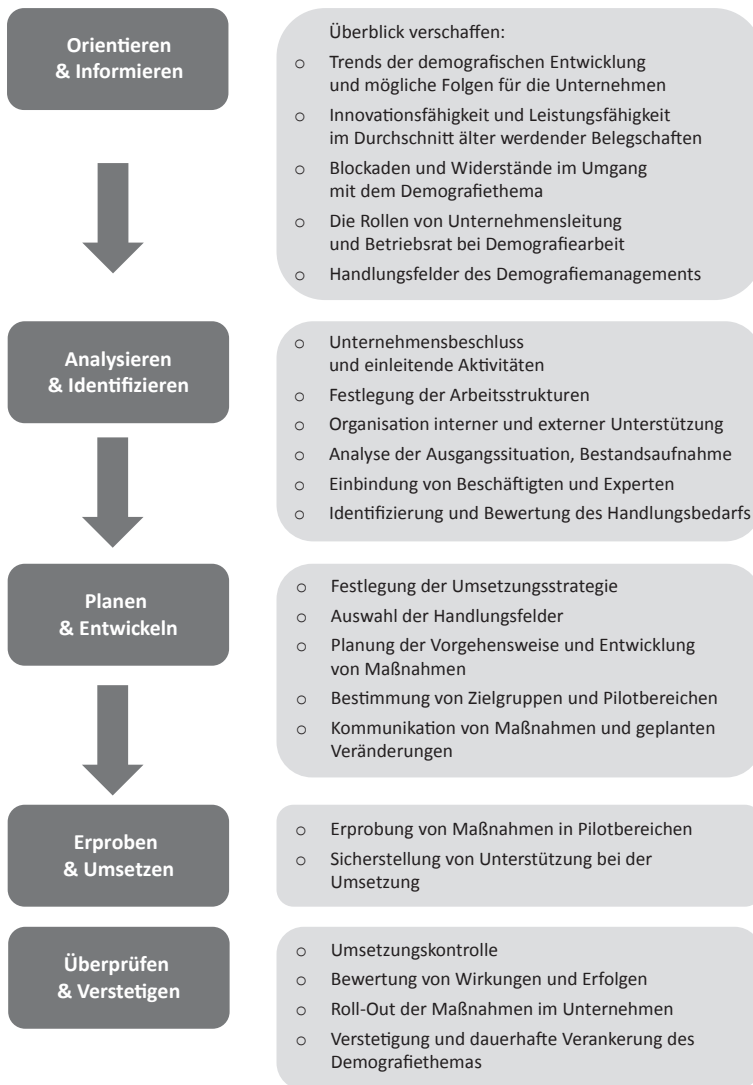 Orientieren
& Informieren
Überblick verschaffen:
o Trends der demografischen Entwicklung
und mögliche Folgen für die Unternehmen
o Innovationsfähigkeit und Leistungsfähigkeit
im Durchschnitt älter werdender Belegschaften
o Blockaden und Widerstände im Umgang
mit dem Demografiethema
o Die Rollen von Unternehmensleitung
und Betriebsrat bei Demografiearbeit
o Handlungsfelder des Demografiemanagements
Analysieren
& Identifizieren
o Unternehmensbeschluss
und einleitende Aktivitäten
o Festlegung der Arbeitsstrukturen
o Organisation interner und externer Unterstützung
o Analyse der Ausgangssituation, Bestandsaufnahme
o Einbindung von Beschäftigten und Experten
o Identifizierung und Bewertung des Handlungsbedarfs
Planen
& Entwickeln
o Festlegung der Umsetzungsstrategie
o Auswahl der Handlungsfelder
o Planung der Vorgehensweise und Entwicklung
von Maßnahmen
o Bestimmung von Zielgruppen und Pilotbereichen
o Kommunikation von Maßnahmen und geplanten
Veränderungen
Erproben
& Umsetzen
o Erprobung von Maßnahmen in Pilotbereichen
o Sicherstellung von Unterstützung bei der
Umsetzung
Überprüfen
& Verstetigen
o Umsetzungskontrolle
o Bewertung von Wirkungen und Erfolgen
o Roll-Out der Maßnahmen im Unternehmen
o Verstetigung und dauerhafte Verankerung des
Demografiethemas